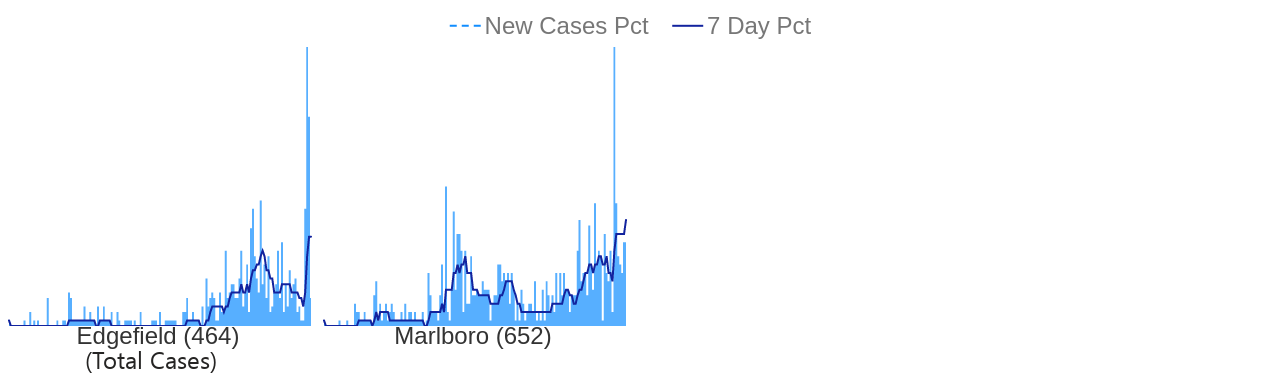 New Cases Pct 7 Day Pct
Edgefield (464) Marlboro (652)
(Total Cases)